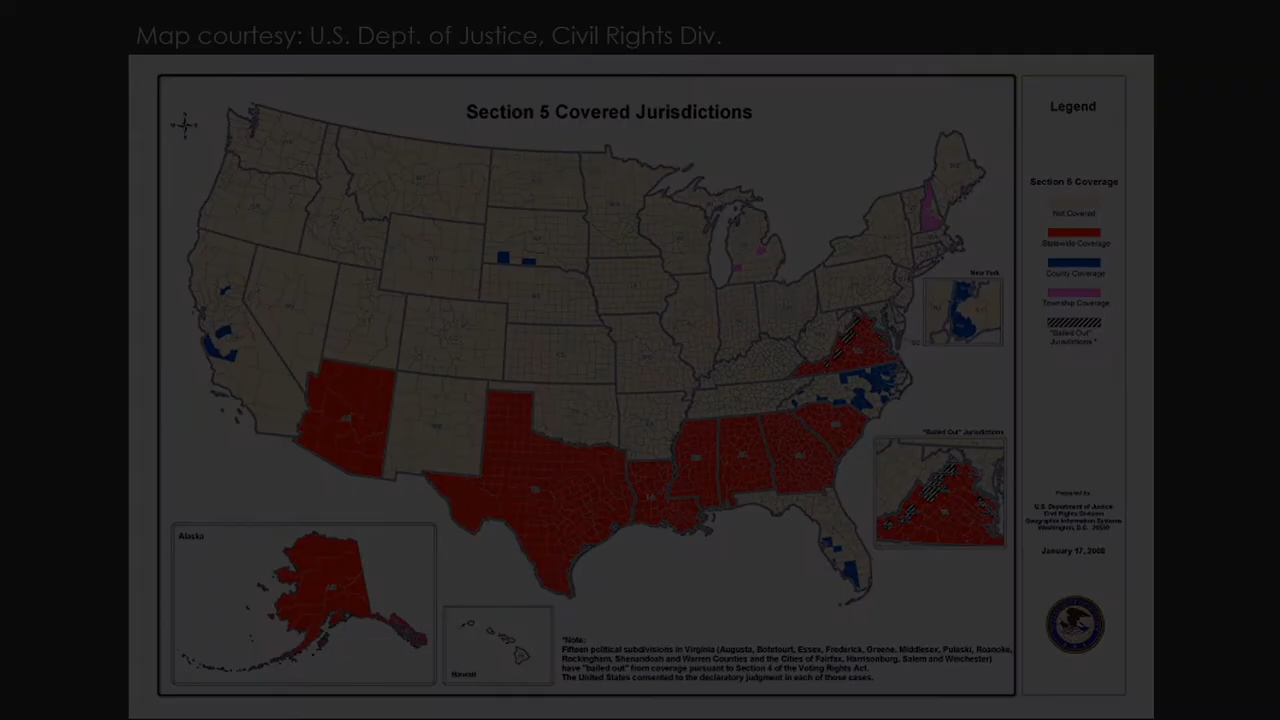 Map courtesy: U.S. Dept. of Justice, Civil Rights Div.
Section 5 Covered Jurisdictions
Legend
Section 5 Coverage
Not Covered
Statewide Coverage
County Coverage
Township Coverage
"Bailed Out"
Jurisdictions *
New York
"Bailed Out" Jurisdictions
Prepared by
U.S. Department of Justice
Civil Rights Division
Geographic Information Systems
Washington, D.C. 20530
January 17, 2008
Alaska
Hawaii
*Note:
Fifteen political subdivisions in Virginia (Augusta, Botetourt, Essex, Frederick, Greene, Middlesex, Pulaski, Roanoke,
Rockingham, Shenandoah and Warren Counties and the Cities of Fairfax, Harrisonburg, Salem and Winchester)
have "bailed out" from coverage pursuant to Section 4 of the Voting Rights Act.
The United States consented to the declaratory judgment in each of those cases.